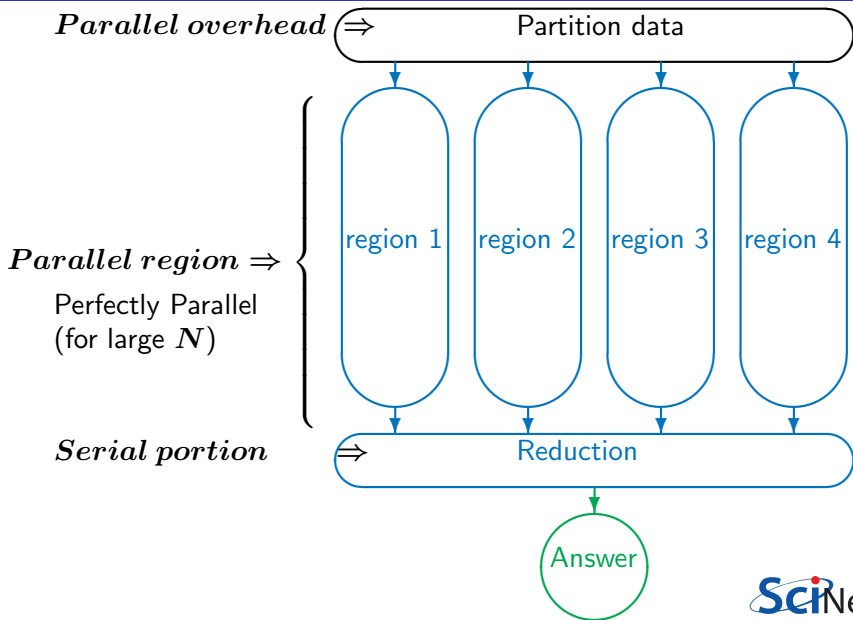 Parallel overhead ⇒ Partition data
region 1 region 2 region 3 region 4
Parallel region ⇒
Perfectly Parallel
(for large N)
Serial portion ⇒ Reduction
Answer
SciNe